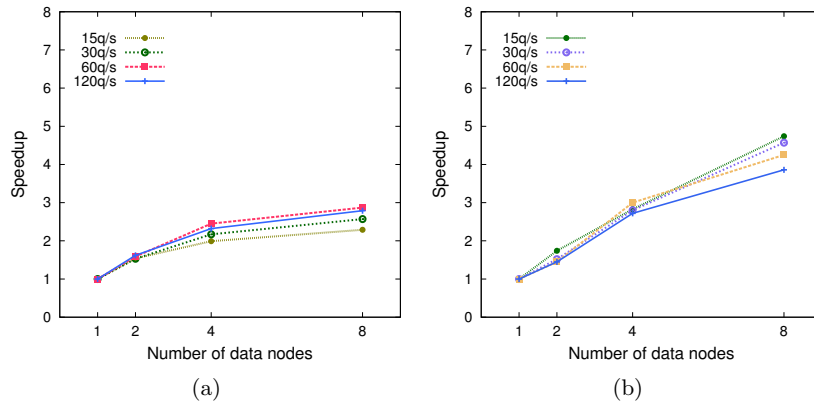 8
7
6
5
4
3
2
1
0
Speedup
15q/s
30q/s
60q/s
120q/s
1 2 4 8
Number of data nodes
(a)
8
7
6
5
4
3
2
1
0
Speedup
15q/s
30q/s
60q/s
120q/s
1 2 4 8
Number of data nodes
(b)